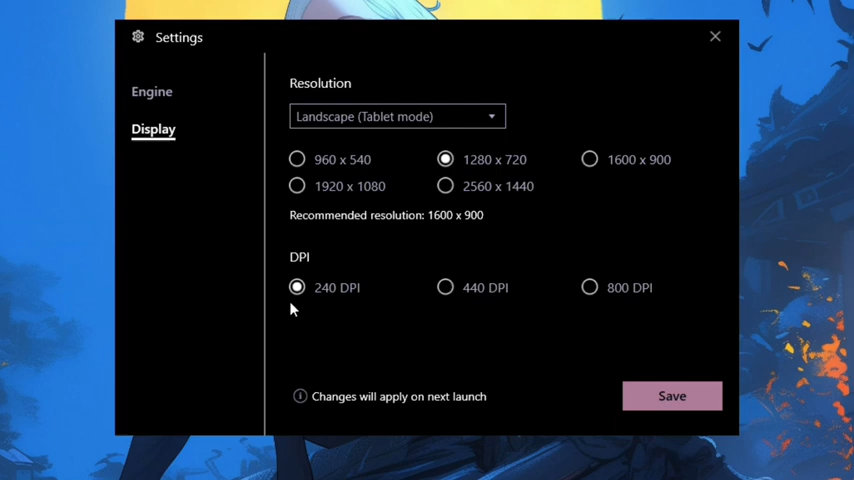 Settings
Engine
Display
Resolution
Landscape (Tablet mode)
960 x 540
1280 x 720
1600 x 900
1920 x 1080
2560 x 1440
Recommended resolution: 1600 x 900
DPI
240 DPI
440 DPI
800 DPI
Changes will apply on next launch
Save